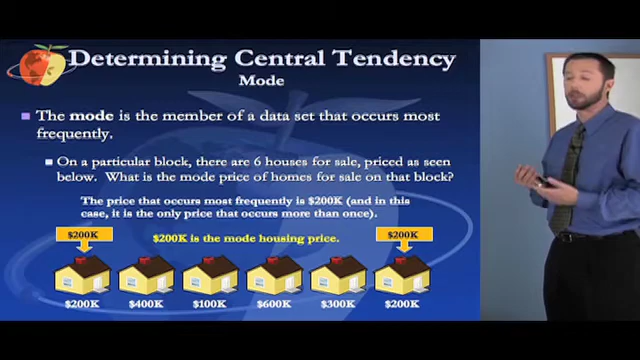 Determining Central Tendency
Mode
The mode is the member of a data set that occurs most
frequently.
On a particular block, there are 6 houses for sale, priced as seen
below. What is the mode price of homes for sale on that block?
The price that occurs most frequently is $200K (and in this
case, it is the only price that occurs more than once).
$200K
$200K is the mode housing price.
$200K
$200K $400K $100K $600K $300K $200K